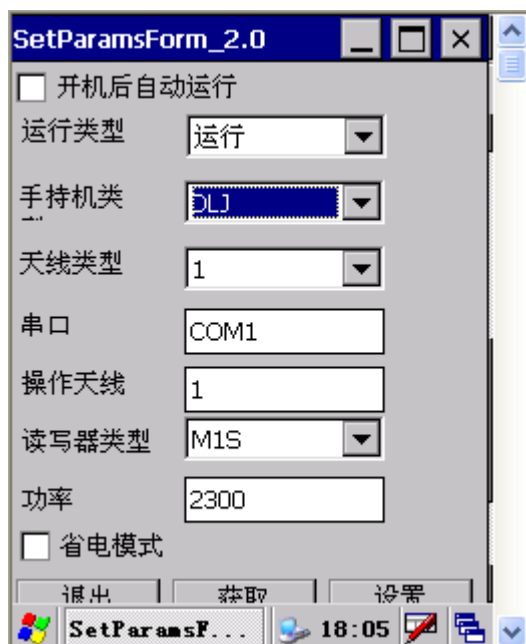 SetParamsForm_2.0
开机后自动运行
运行类型 运行
手持机类 DLJ
天线类型 1
串口 COM1
操作天线 1
读写器类型 M1S
功率 2300
省电模式
退出 获取 设置
SetParamsF... 18:05